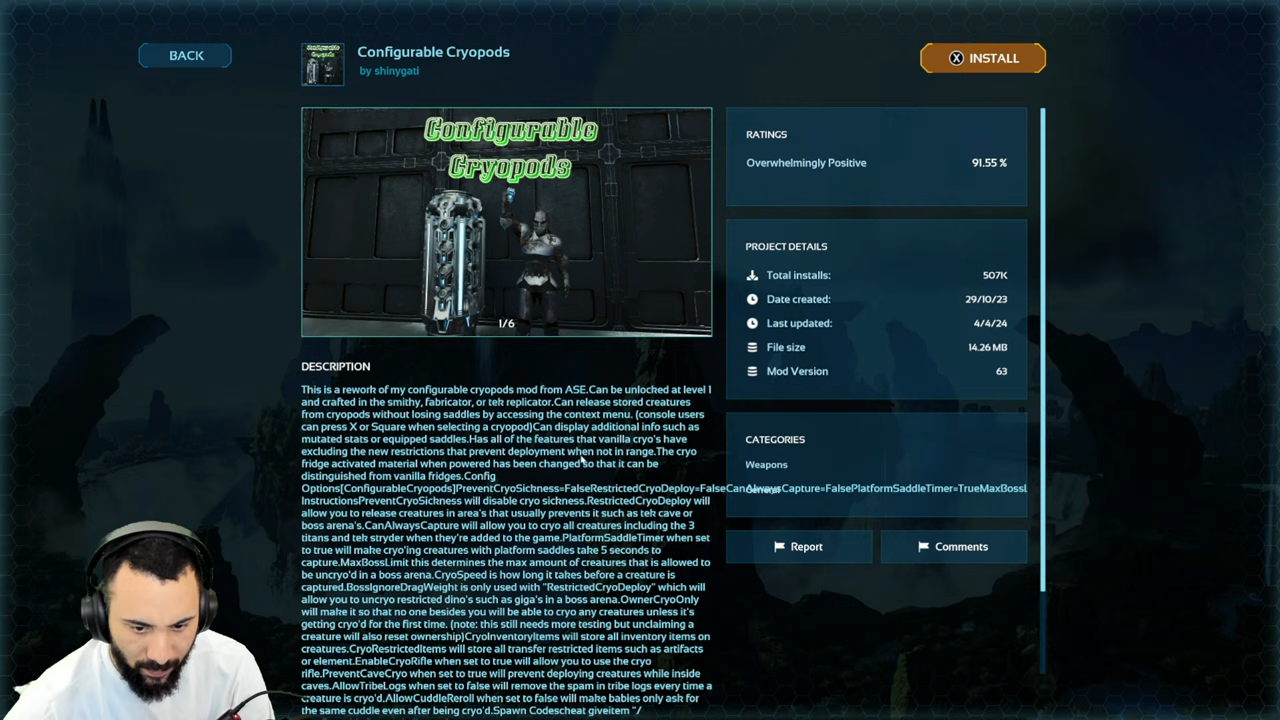 BACK
Configurable Cryopods
by shinygati
X INSTALL
Configurable
Cryopods
1/6
RATINGS
Overwhelmingly Positive 91.55 %
PROJECT DETAILS
Total installs: 507K
Date created: 29/10/23
Last updated: 4/4/24
File size 14.26 MB
Mod Version 63
CATEGORIES
Weapons
General
Report
Comments
DESCRIPTION
This is a rework of my configurable cryopods mod from ASE.Can be unlocked at level 1
and crafted in the smithy, fabricator, or tek replicator.Can release stored creatures
from cryopods without losing saddles by accessing the context menu. (console users
can press X or Square when selecting a cryopod)Can display additional info such as
mutated stats or equipped saddles.Has all of the features that vanilla cryo's have
excluding the new restrictions that prevent deployment when not in range.The cryo
fridge activated material when powered has been changed so that it can be
distinguished from vanilla fridges.Config
Options[ConfigurableCryopods]PreventCryoSickness=FalseRestrictedCryoDeploy=FalseCanAlwaysCapture=FalsePlatformSaddleTimer=TrueMaxBossL
InstructionsPreventCryoSickness will disable cryo sickness.RestrictedCryoDeploy will
allow you to release creatures in area's that usually prevents it such as tek cave or
boss arena's.CanAlwaysCapture will allow you to cryo all creatures including the 3
titans and tek stryder when they're added to the game.PlatformSaddleTimer when set
to true will make cryo'ing creatures with platform saddles take 5 seconds to
capture.MaxBossLimit this determines the max amount of creatures that is allowed to
be uncryo'd in a boss arena.CryoSpeed is how long it takes before a creature is
captured.BossIgnoreDragWeight is only used with "RestrictedCryoDeploy" which will
allow you to uncryo restricted dino's such as giga's in a boss arena.OwnerCryoOnly
will make it so that no one besides you will be able to cryo any creatures unless it's
getting cryo'd for the first time. (note: this still needs more testing but unclaiming a
creature will also reset ownership)CryoInventoryItems will store all inventory items on
creatures.CryoRestrictedItems will store all transfer restricted items such as artifacts
or element.EnableCryoRifle when set to true will allow you to use the cryo
rifle.PreventCaveCryo when set to true will prevent deploying creatures while inside
caves.AllowTribeLogs when set to false will remove the spam in tribe logs every time a
creature is cryo'd.AllowCuddleReroll when set to false will make babies only ask for
the same cuddle even after being cryo'd.Spawn Codescheat giveitem "/